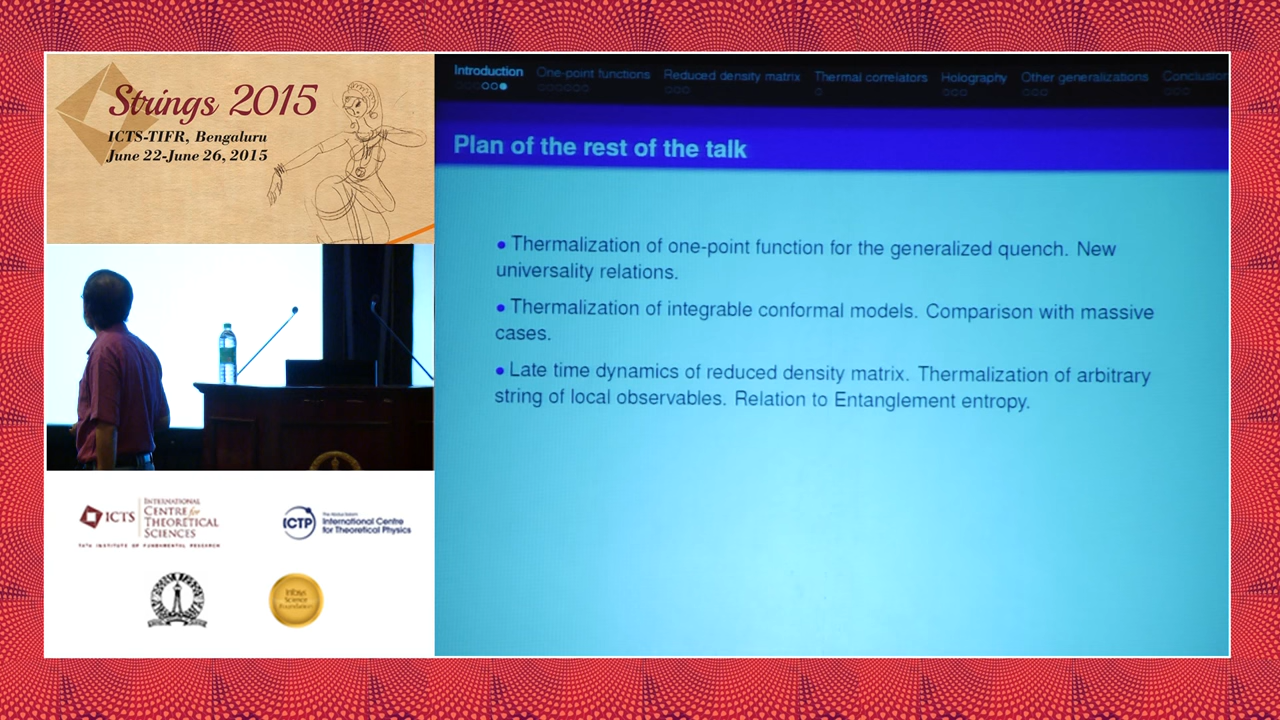 Strings 2015
ICTS-TIFR, Bengaluru
June 22-June 26, 2015
ICTS
INTERNATIONAL
CENTRE for
THEORETICAL
SCIENCES
TATA INSTITUTE OF FUNDAMENTAL RESEARCH
ICTP
International Centre
for Theoretical Physics
Infosys
Science
Foundation
Introduction One-point functions Reduced density matrix Thermal correlators Holography Other generalizations Conclusion
Plan of the rest of the talk
• Thermalization of one-point function for the generalized quench. New
universality relations.
• Thermalization of integrable conformal models. Comparison with massive
cases.
• Late time dynamics of reduced density matrix. Thermalization of arbitrary
string of local observables. Relation to Entanglement entropy.